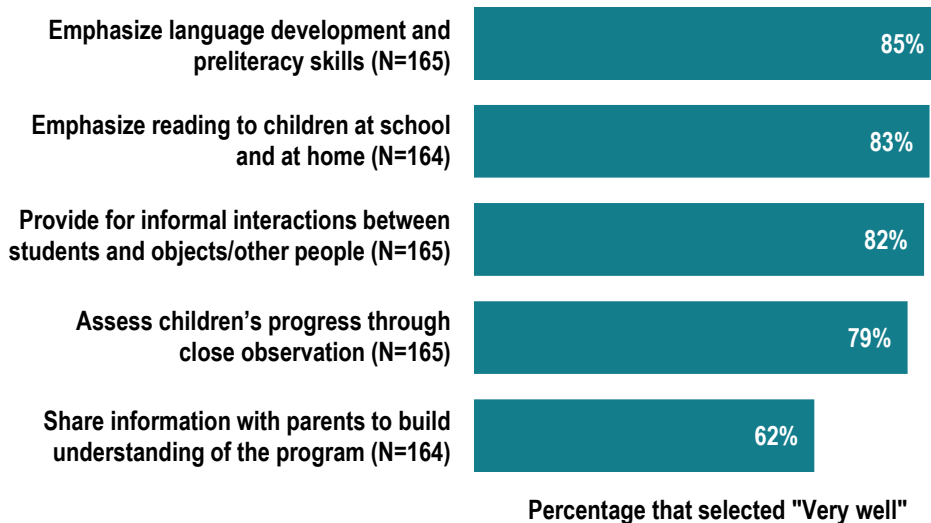 Emphasize language development and
preliteracy skills (N=165)
85%
Emphasize reading to children at school
and at home (N=164)
83%
Provide for informal interactions between
students and objects/other people (N=165)
82%
Assess children’s progress through
close observation (N=165)
79%
Share information with parents to build
understanding of the program (N=164)
62%
Percentage that selected "Very well"